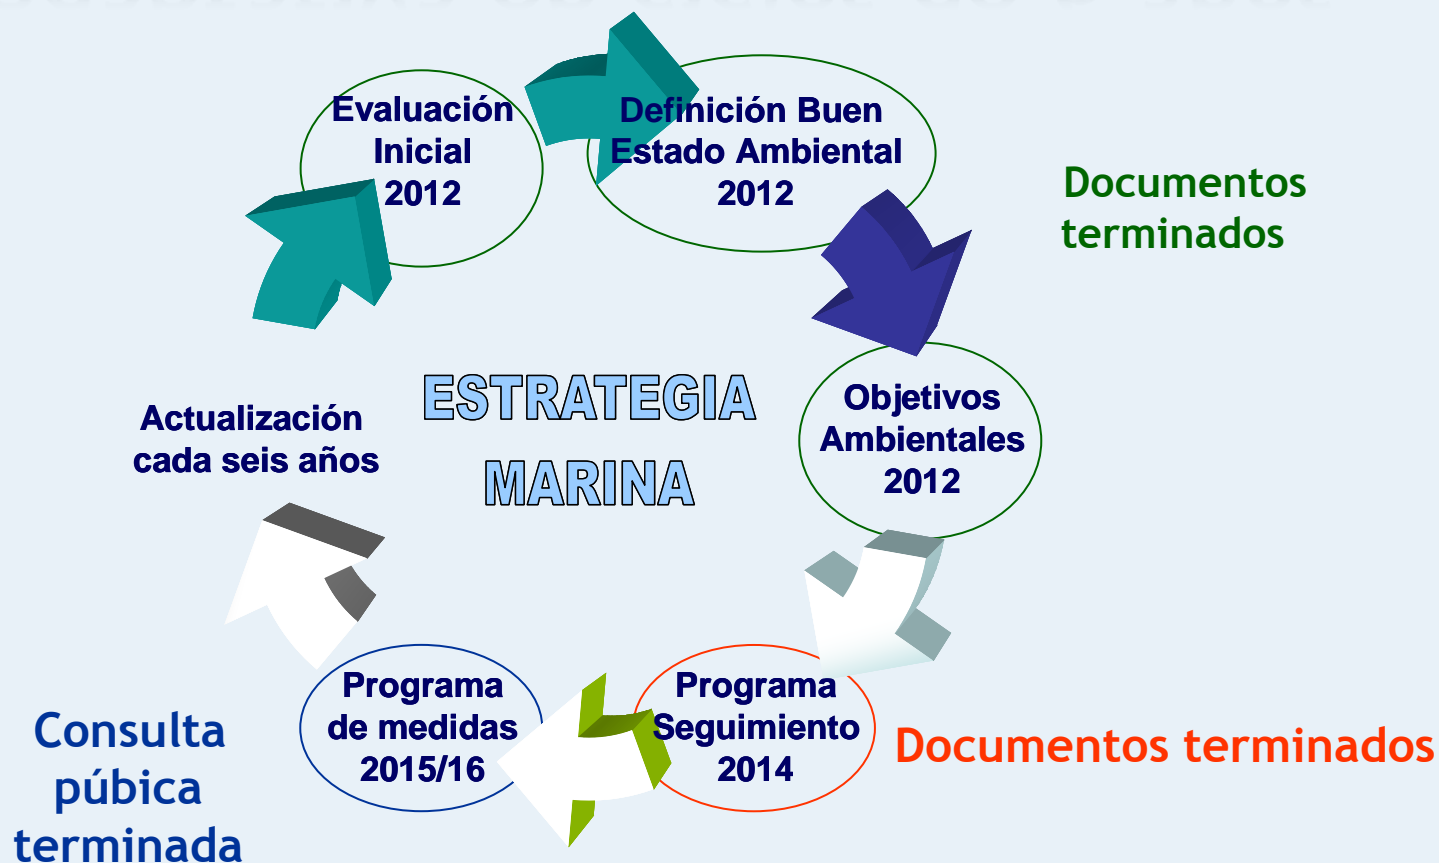 Evaluación
Inicial
2012
Definición Buen
Estado Ambiental
2012
Documentos
terminados
Objetivos
Ambientales
2012
ESTRATEGIA
MARINA
Actualización
cada seis años
Programa
Seguimiento
2014
Documentos terminados
Programa
de medidas
2015/16
Consulta
púbica
terminada